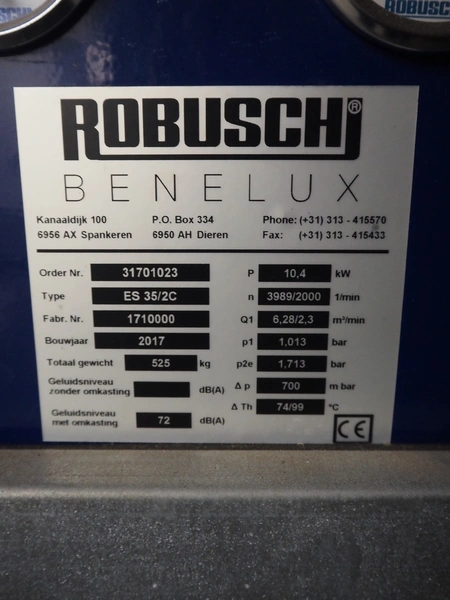 ROBUSCHI
ROBUSCHI
ROBUSCHI®
BENELUX
Kanaaldijk 100 P.O. Box 334 Phone: (+31) 313 - 415570
6956 AX Spankeren 6950 AH Dieren Fax: (+31) 313 - 415433
Order Nr. 31701023 P 10,4 kW
Type ES 35/2C n 3989/2000 1/min
Fabr. Nr. 1710000 Q1 6,28/2,3 m³/min
Bouwjaar 2017 p1 1,013 bar
Totaal gewicht 525 kg p2e 1,713 bar
Geluidsniveau zonder omkasting dB(A) Δ p 700 m bar
Geluidsniveau met omkasting 72 dB(A) Δ Th 74/99 °C
CE